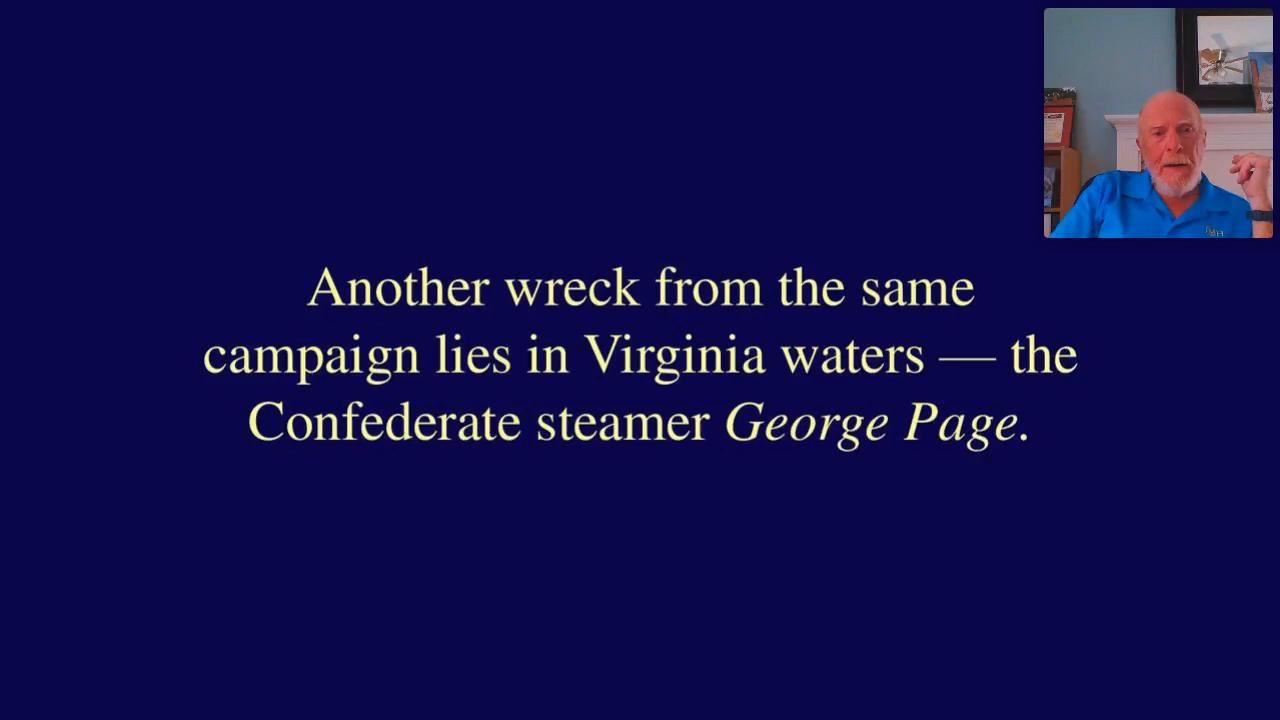 Another wreck from the same
campaign lies in Virginia waters — the
Confederate steamer George Page.